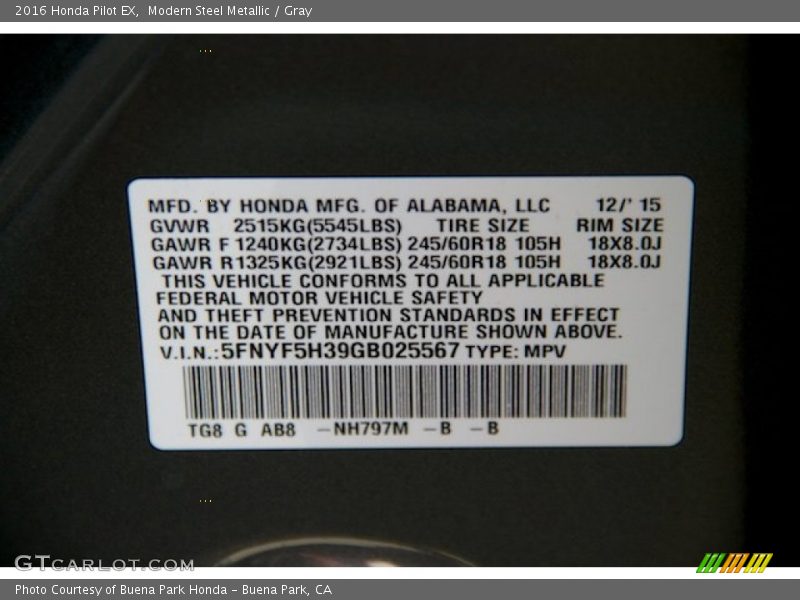 2016 Honda Pilot EX, Modern Steel Metallic / Gray
MFD. BY HONDA MFG. OF ALABAMA, LLC 12/' 15
GVWR 2515KG(5545LBS) TIRE SIZE RIM SIZE
GAWR F 1240KG(2734LBS) 245/60R18 105H 18X8.0J
GAWR R 1325KG(2921LBS) 245/60R18 105H 18X8.0J
THIS VEHICLE CONFORMS TO ALL APPLICABLE
FEDERAL MOTOR VEHICLE SAFETY
AND THEFT PREVENTION STANDARDS IN EFFECT
ON THE DATE OF MANUFACTURE SHOWN ABOVE.
V.I.N.:5FNYF5H39GB025567 TYPE: MPV
TG8 G AB8 -NH797M -B -B
GTCARLOT.COM
Photo Courtesy of Buena Park Honda - Buena Park, CA